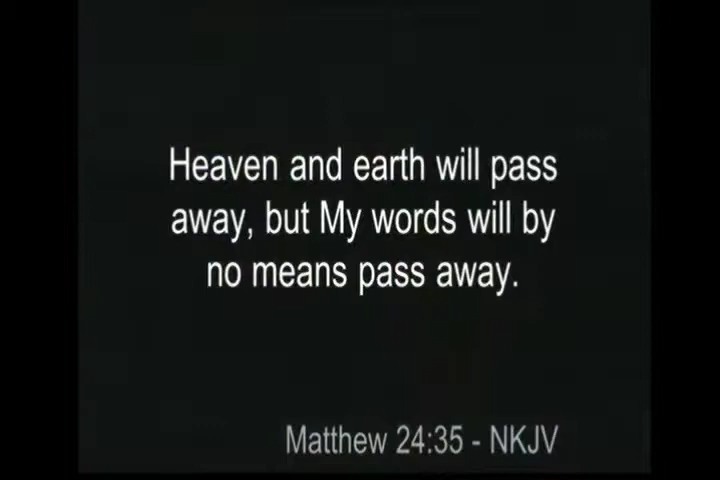 Heaven and earth will pass
away, but My words will by
no means pass away.
Matthew 24:35 - NKJV